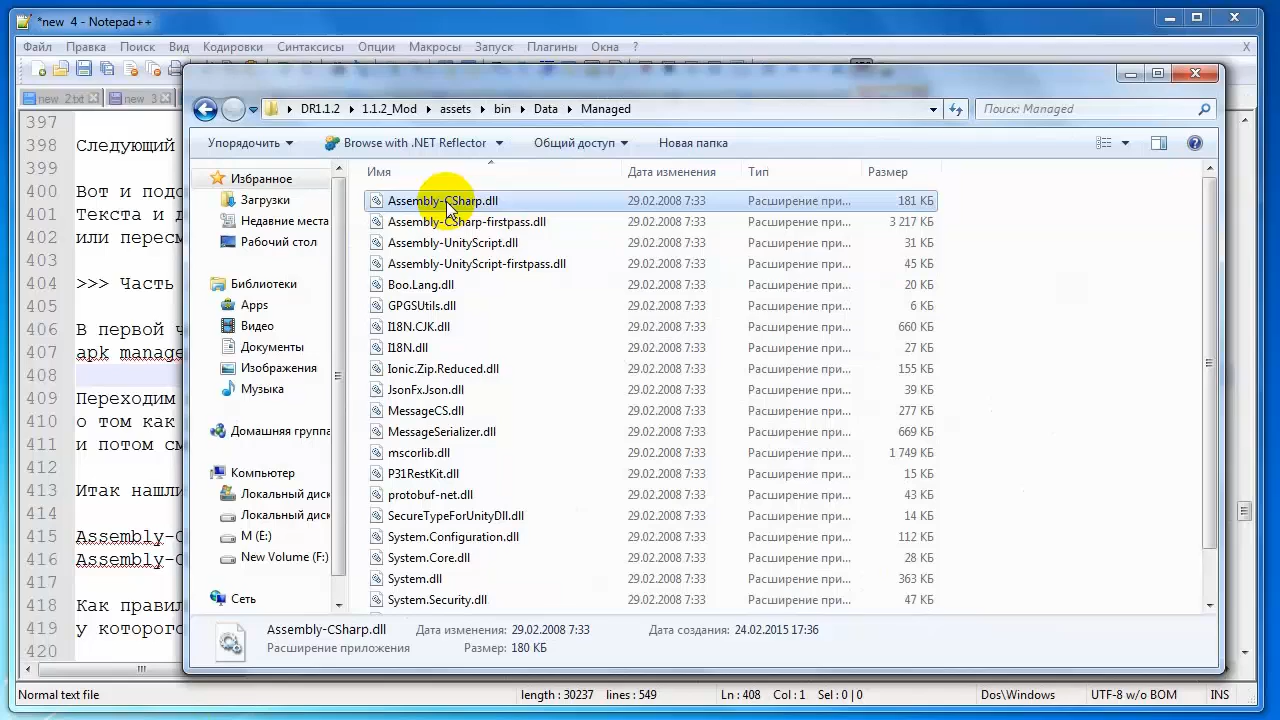 *new  4 - Notepad++
Файл Правка Поиск Вид Кодировки Синтаксисы Опции Макросы Запуск Плагины Окна ? X
new  2.txt new  3
DR1.1.2 1.1.2_Mod assets bin Data Managed
Поиск: Managed
Упорядочить Browse with .NET Reflector Общий доступ Новая папка
Имя Дата изменения Тип Размер
Избранное
Загрузки
Недавние места
Рабочий стол
Библиотеки
Apps
Видео
Документы
Изображения
Музыка
Домашняя группа
Компьютер
Локальный диск
Локальный диск
M (E:)
New Volume (F:)
Сеть
Assembly-CSharp.dll 29.02.2008 7:33 Расширение при... 181 КБ
Assembly-CSharp-firstpass.dll 29.02.2008 7:33 Расширение при... 3 217 КБ
Assembly-UnityScript.dll 29.02.2008 7:33 Расширение при... 31 КБ
Assembly-UnityScript-firstpass.dll 29.02.2008 7:33 Расширение при... 45 КБ
Boo.Lang.dll 29.02.2008 7:33 Расширение при... 20 КБ
GPGSUtils.dll 29.02.2008 7:33 Расширение при... 6 КБ
I18N.CJK.dll 29.02.2008 7:33 Расширение при... 660 КБ
I18N.dll 29.02.2008 7:33 Расширение при... 27 КБ
Ionic.Zip.Reduced.dll 29.02.2008 7:33 Расширение при... 155 КБ
JsonFx.Json.dll 29.02.2008 7:33 Расширение при... 39 КБ
MessageCS.dll 29.02.2008 7:33 Расширение при... 277 КБ
MessageSerializer.dll 29.02.2008 7:33 Расширение при... 669 КБ
mscorlib.dll 29.02.2008 7:33 Расширение при... 1 749 КБ
P31RestKit.dll 29.02.2008 7:33 Расширение при... 15 КБ
protobuf-net.dll 29.02.2008 7:33 Расширение при... 43 КБ
SecureTypeForUnityDll.dll 29.02.2008 7:33 Расширение при... 14 КБ
System.Configuration.dll 29.02.2008 7:33 Расширение при... 112 КБ
System.Core.dll 29.02.2008 7:33 Расширение при... 28 КБ
System.dll 29.02.2008 7:33 Расширение при... 363 КБ
System.Security.dll 29.02.2008 7:33 Расширение при... 47 КБ
Assembly-CSharp.dll Дата изменения: 29.02.2008 7:33 Дата создания: 24.02.2015 17:36
Расширение приложения Размер: 180 КБ
397
398 Следующий
399
400 Вот и подо
401 Текста и д
402 или пересм
403
404 >>> Часть
405
406 В первой ч
407 apk manage
408
409 Переходим
410 о том как
411 и потом см
412
413 Итак нашли
414
415 Assembly-C
416 Assembly-C
417
418 Как правил
419 у которого
420
Normal text file length : 30237 lines : 549 Ln : 408 Col : 1 Sel : 0 | 0 Dos\Windows UTF-8 w/o BOM INS